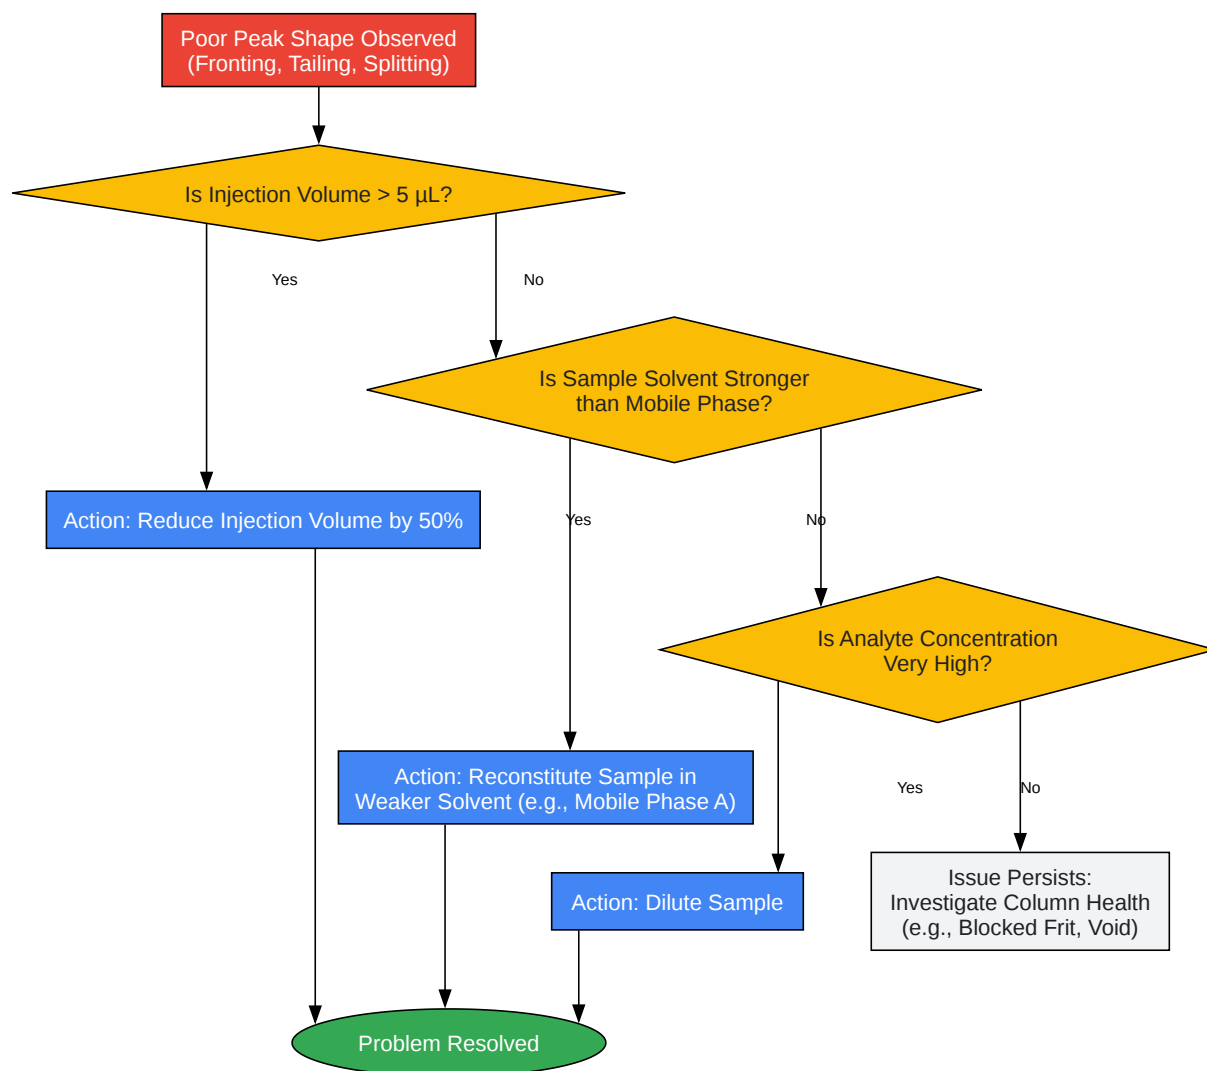 Poor Peak Shape Observed
(Fronting, Tailing, Splitting)
Is Injection Volume > 5 µL?
Yes
No
Is Sample Solvent Stronger
than Mobile Phase?
Action: Reduce Injection Volume by 50%
Yes
No
Is Analyte Concentration
Very High?
Action: Reconstitute Sample in
Weaker Solvent (e.g., Mobile Phase A)
Yes
No
Action: Dilute Sample
Issue Persists:
Investigate Column Health
(e.g., Blocked Frit, Void)
Problem Resolved